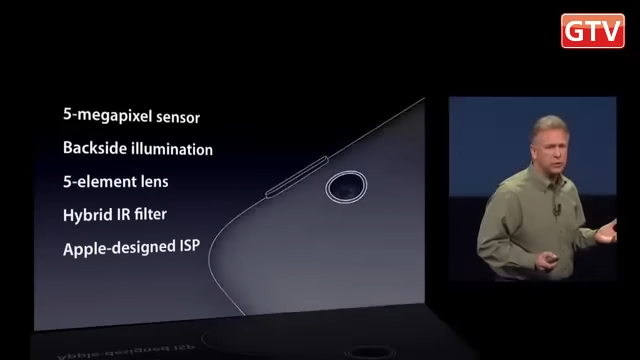 GTV
5-megapixel sensor
Backside illumination
5-element lens
Hybrid IR filter
Apple-designed ISP